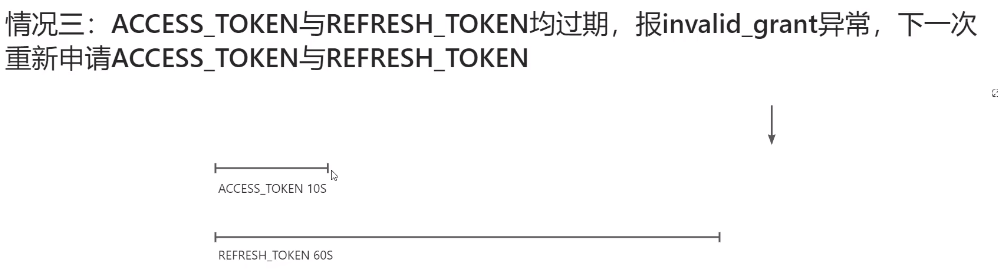 情况三：ACCESS_TOKEN与REFRESH_TOKEN均过期，报invalid_grant异常，下一次
重新申请ACCESS_TOKEN与REFRESH_TOKEN
ACCESS_TOKEN 10S
REFRESH_TOKEN 60S